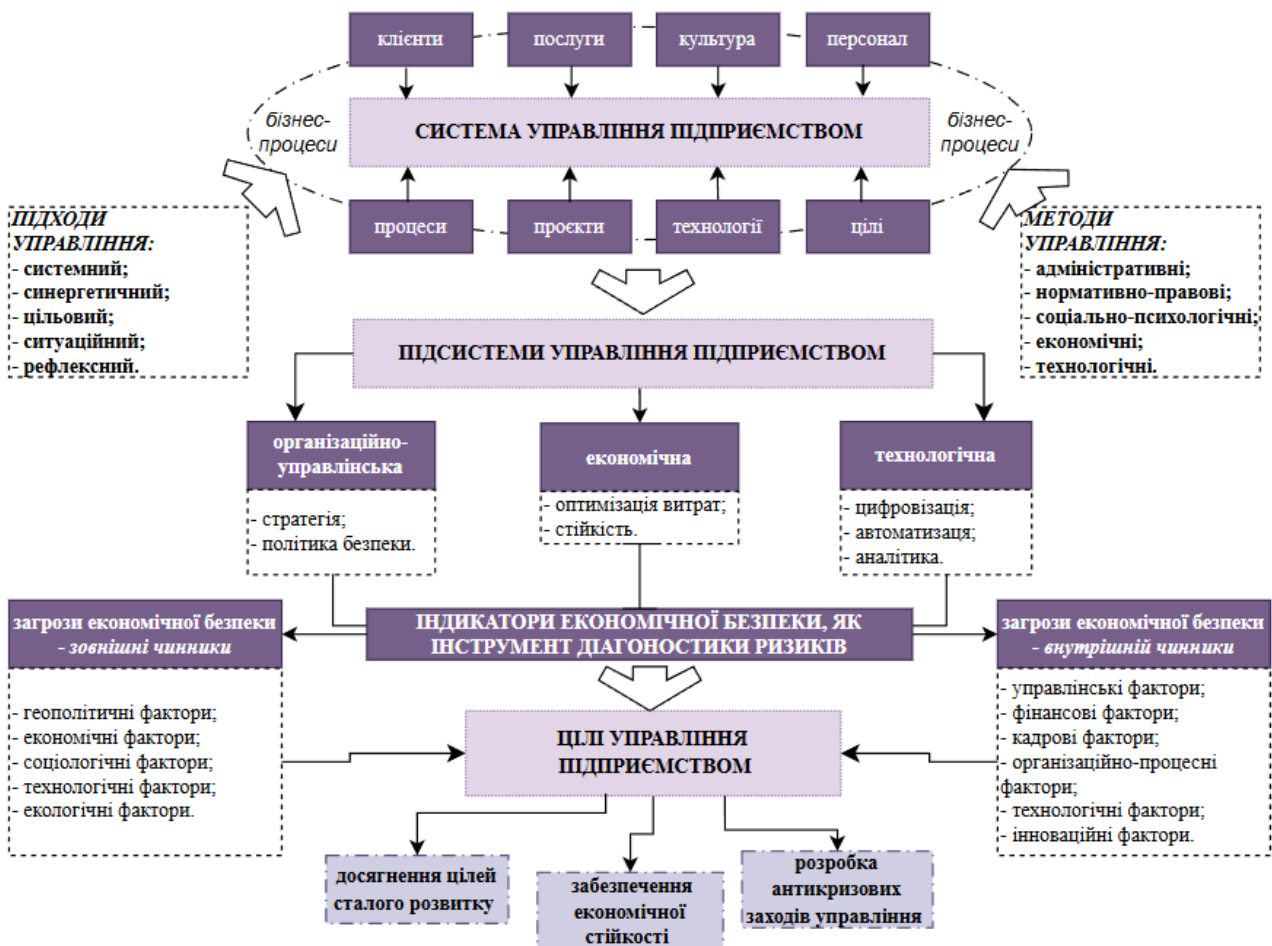 клієнти
послуги
культура
персонал
бізнес-
процеси
СИСТЕМА УПРАВЛІННЯ ПІДПРИЄМСТВОМ
бізнес-
процеси
процеси
проєкти
технології
цілі
ПІДХОДИ
УПРАВЛІННЯ:
- системний;
- синергетичний;
- цільовий;
- ситуаційний;
- рефлексний.
МЕТОДИ
УПРАВЛІННЯ:
- адміністративні;
- нормативно-правові;
- соціально-психологічні;
- економічні;
- технологічні.
ПІДСИСТЕМИ УПРАВЛІННЯ ПІДПРИЄМСТВОМ
організаційно-
управлінська
- стратегія;
- політика безпеки.
економічна
- оптимізація витрат;
- стійкість.
технологічна
- цифровізація;
- автоматизаця;
- аналітика.
загрози економічної безпеки
- зовнішні чинники
- геополітичні фактори;
- економічні фактори;
- соціологічні фактори;
- технологічні фактори;
- екологічні фактори.
ІНДИКАТОРИ ЕКОНОМІЧНОЇ БЕЗПЕКИ, ЯК
ІНСТРУМЕНТ ДІАГОНОСТИКИ РИЗИКІВ
загрози економічної безпеки
- внутрішній чинники
- управлінські фактори;
- фінансові фактори;
- кадрові фактори;
- організаційно-процесні
фактори;
- технологічні фактори;
- інноваційні фактори.
ЦІЛІ УПРАВЛІННЯ
ПІДПРИЄМСТВОМ
досягнення цілей
сталого розвитку
забезпечення
економічної
стійкості
розробка
антикризових
заходів управління